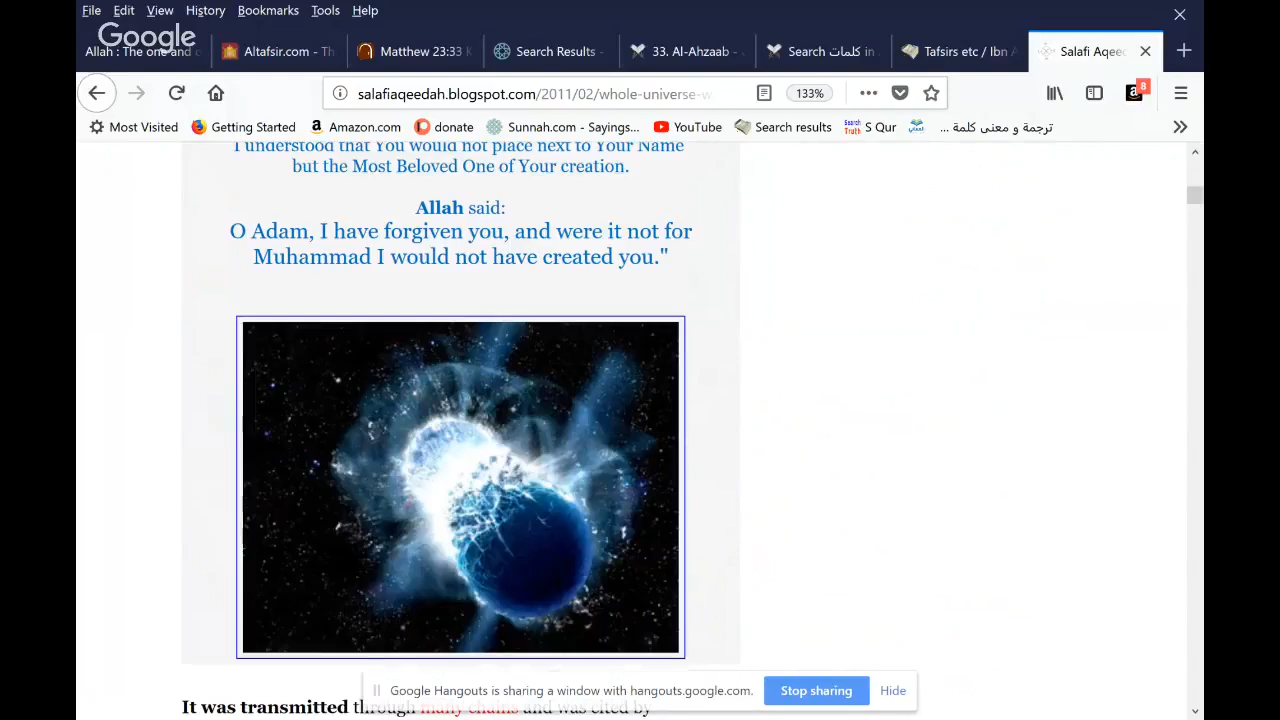 File Edit View History Bookmarks Tools Help
Google
Allah : The one and o
Altafsir.com - Th
Matthew 23:33 K
Search Results -
33. Al-Ahzaab -
Search كلمات in
Tafsirs etc / Ibn A
Salafi Aqeed
salafiaqeedah.blogspot.com/2011/02/whole-universe-w
133%
8
Most Visited
Getting Started
Amazon.com
donate
Sunnah.com - Sayings...
YouTube
Search results
Search Truth
S Qur
ترجمة و معنى كلمة ...
I understood that You would not place next to Your Name
but the Most Beloved One of Your creation.
Allah said:
O Adam, I have forgiven you, and were it not for
Muhammad I would not have created you."
Google Hangouts is sharing a window with hangouts.google.com.
Stop sharing
Hide
It was transmitted through many chains and was cited by